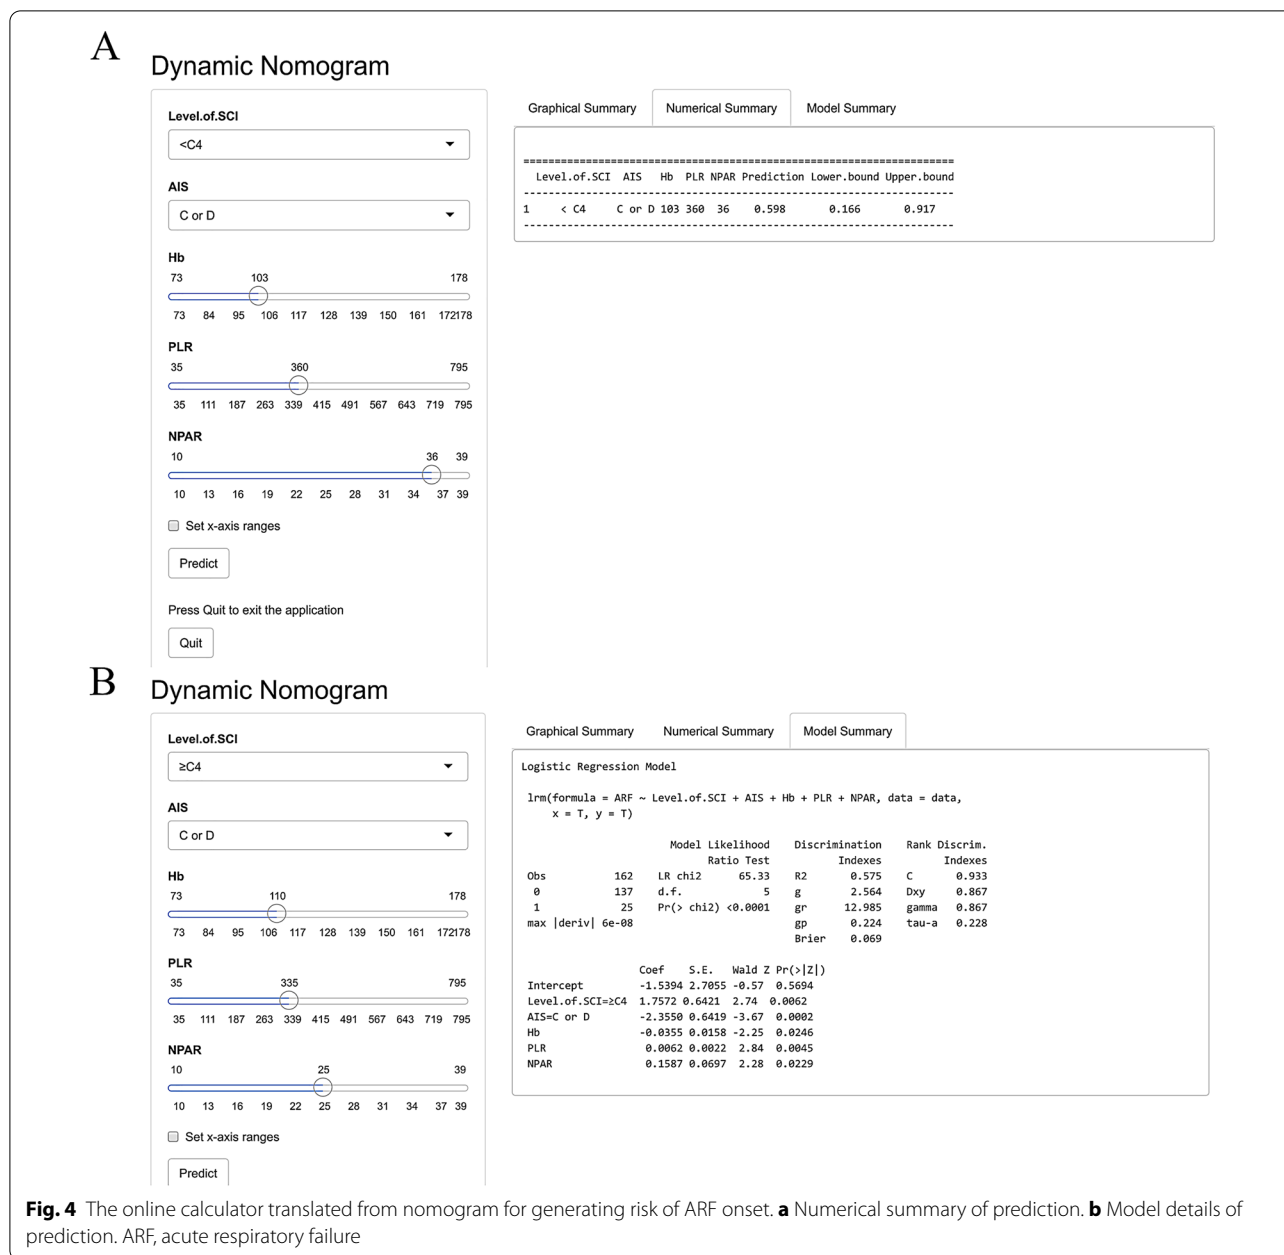 A
Dynamic Nomogram
Level.of.SCI
<C4
AIS
C or D
Hb
73 103 178
73 84 95 106 117 128 139 150 161 172178
PLR
35 360 795
35 111 187 263 339 415 491 567 643 719 795
NPAR
10 36 39
10 13 16 19 22 25 28 31 34 37 39
Set x-axis ranges
Predict
Press Quit to exit the application
Quit
Graphical Summary Numerical Summary Model Summary
=====================================================================
Level.of.SCI AIS Hb PLR NPAR Prediction Lower.bound Upper.bound
---------------------------------------------------------------------
1 < C4 C or D 103 360 36 0.598 0.166 0.917
---------------------------------------------------------------------
B
Dynamic Nomogram
Level.of.SCI
≥C4
AIS
C or D
Hb
73 110 178
73 84 95 106 117 128 139 150 161 172178
PLR
35 335 795
35 111 187 263 339 415 491 567 643 719 795
NPAR
10 25 39
10 13 16 19 22 25 28 31 34 37 39
Set x-axis ranges
Predict
Graphical Summary Numerical Summary Model Summary
Logistic Regression Model
lrm(formula = ARF ~ Level.of.SCI + AIS + Hb + PLR + NPAR, data = data,
x = T, y = T)
Model Likelihood Discrimination Rank Discrim.
Ratio Test Indexes Indexes
Obs 162 LR chi2 65.33 R2 0.575 C 0.933
0 137 d.f. 5 g 2.564 Dxy 0.867
1 25 Pr(> chi2) <0.0001 gr 12.985 gamma 0.867
max |deriv| 6e-08 gp 0.224 tau-a 0.228
Brier 0.069
Coef S.E. Wald Z Pr(>|Z|)
Intercept -1.5394 2.7055 -0.57 0.5694
Level.of.SCI=≥C4 1.7572 0.6421 2.74 0.0062
AIS=C or D -2.3550 0.6419 -3.67 0.0002
Hb -0.0355 0.0158 -2.25 0.0246
PLR 0.0062 0.0022 2.84 0.0045
NPAR 0.1587 0.0697 2.28 0.0229
Fig. 4 The online calculator translated from nomogram for generating risk of ARF onset. a Numerical summary of prediction. b Model details of
prediction. ARF, acute respiratory failure